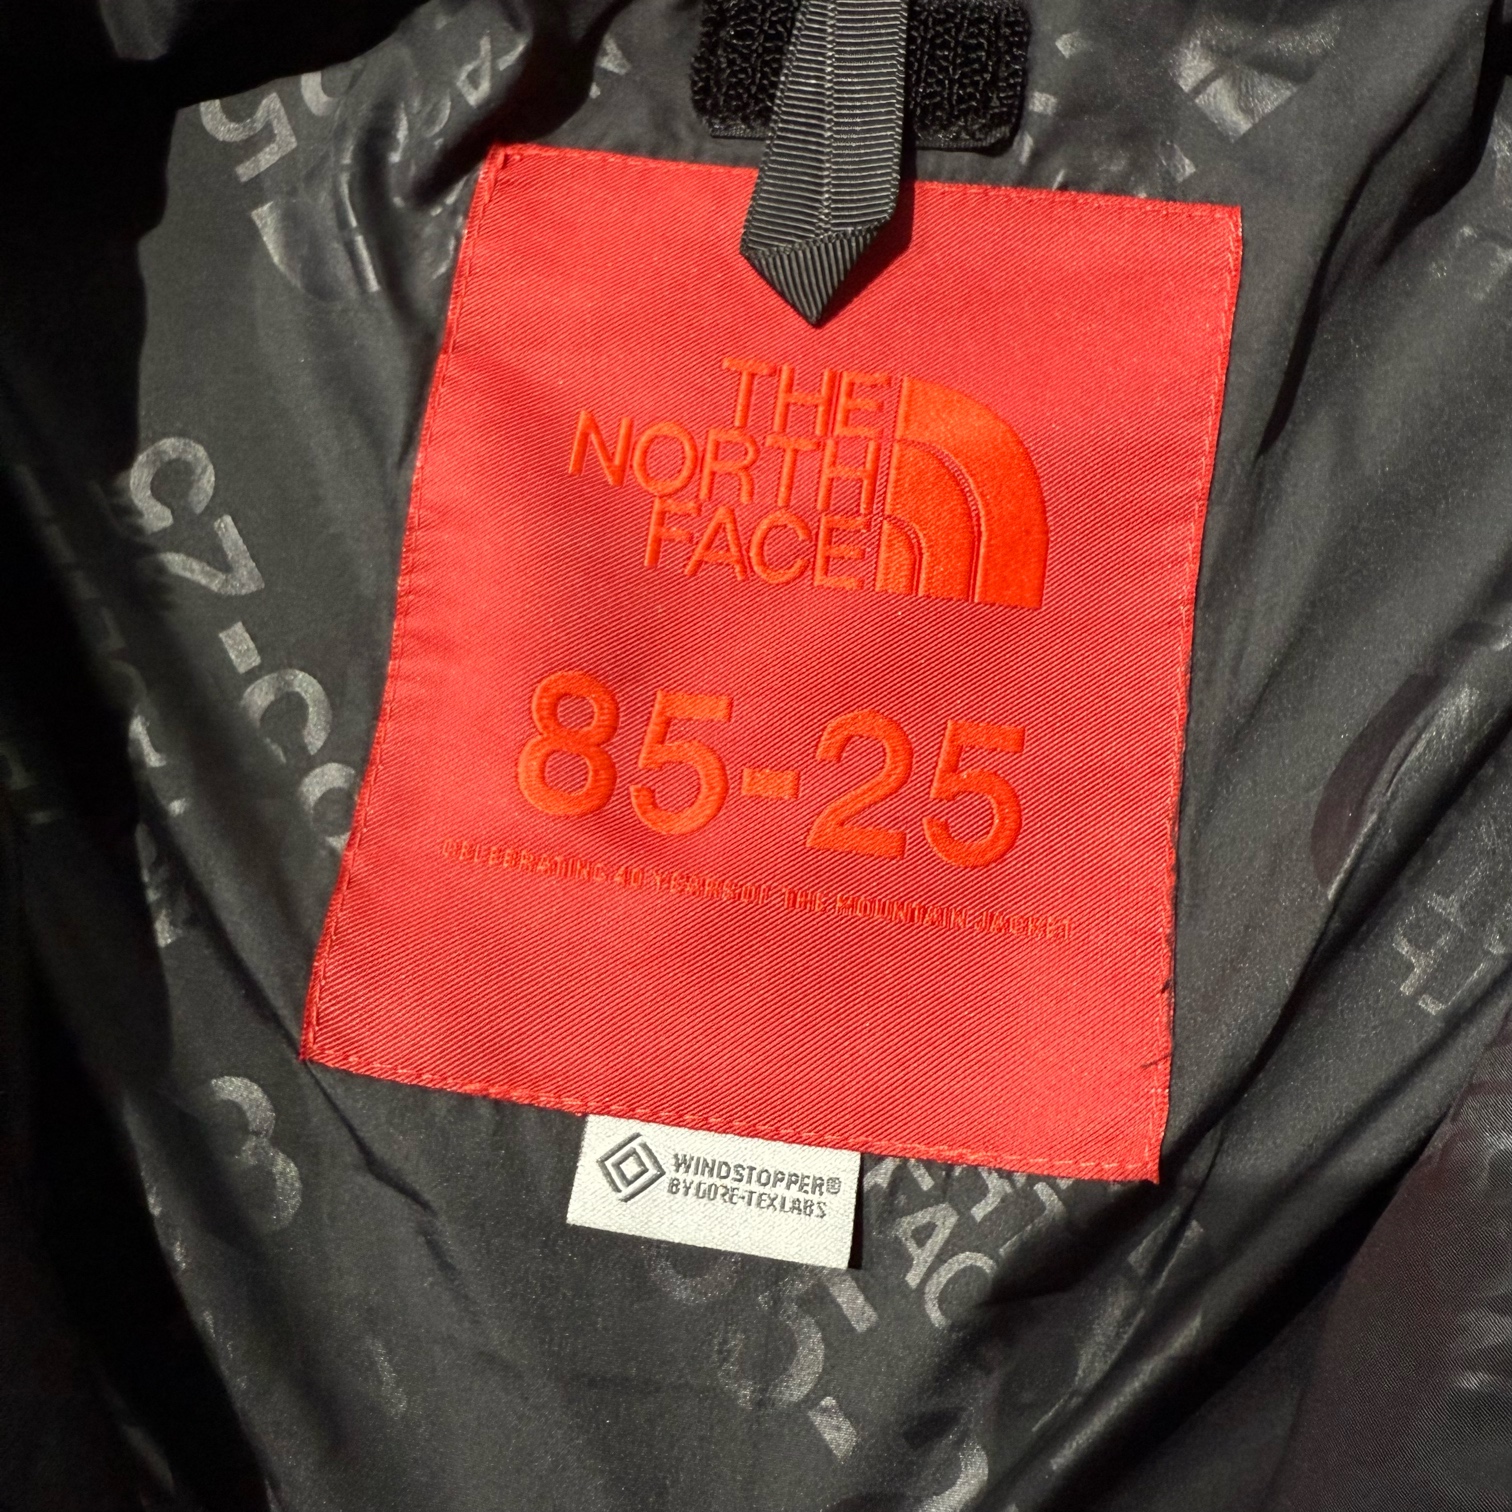 THE
NORTH
FACE
85-25
CELEBRATING 40 YEARS OF THE MOUNTAIN JACKET
WINDSTOPPER®
BY GORE-TEX LABS